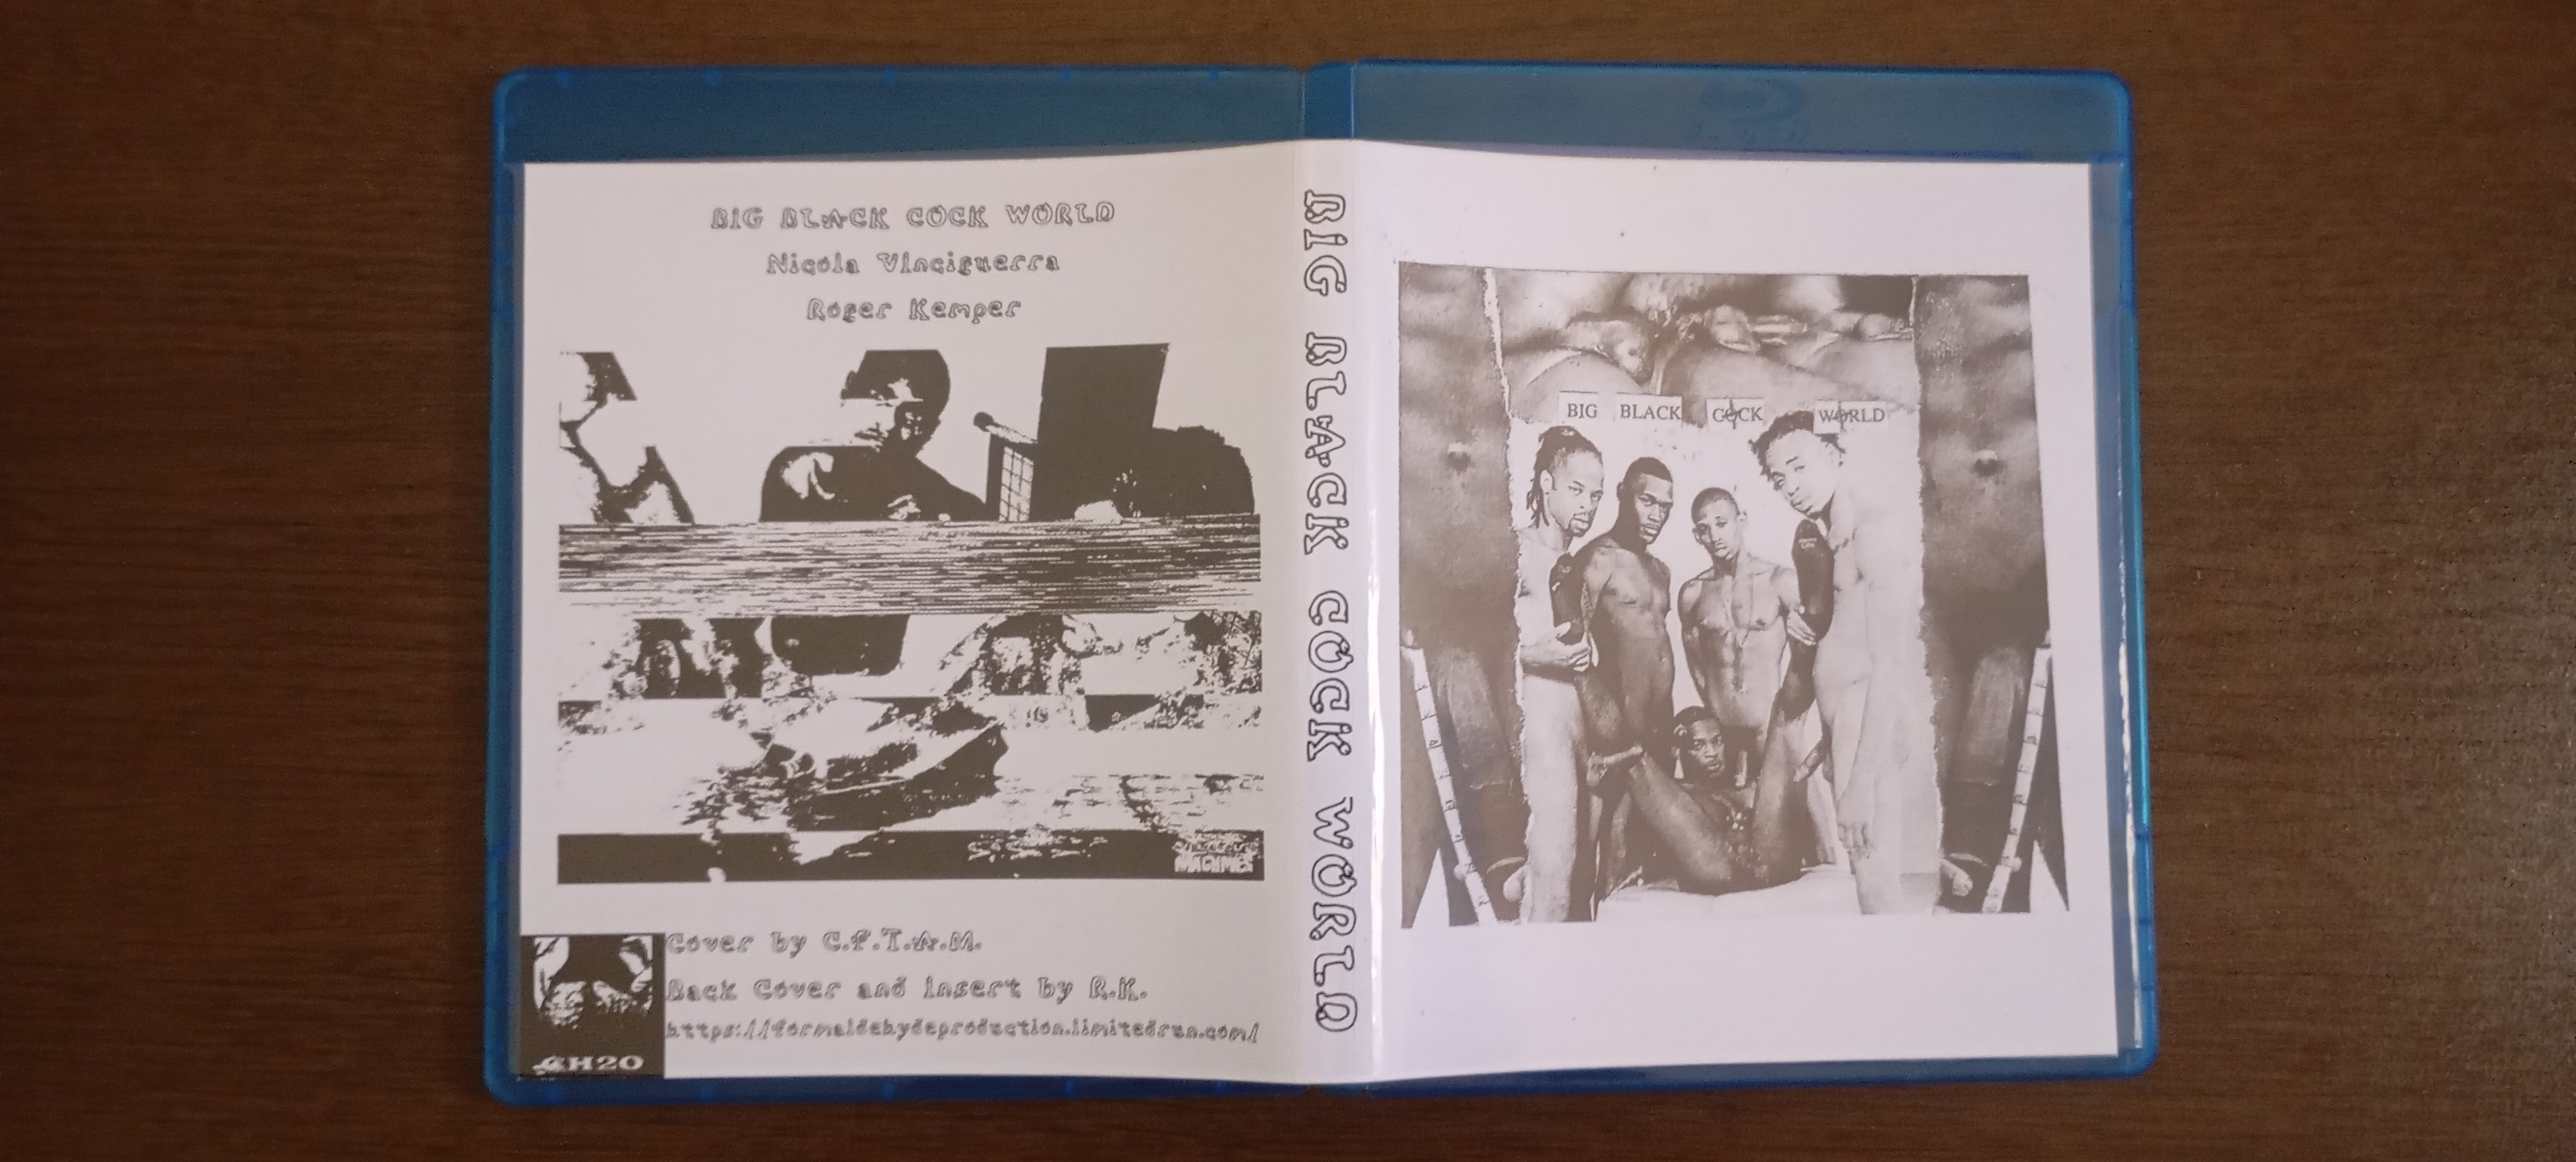 BIG BLACK COCK WORLD
Nicola Vinciguerra
Roger Kemper
Cover by C.F.T.A.M.
Back Cover and insert by R.K.
https://formaldehydeproduction.limitedrun.com/
CH2O
BIG BLACK COCK WORLD
BIG BLACK COCK WORLD